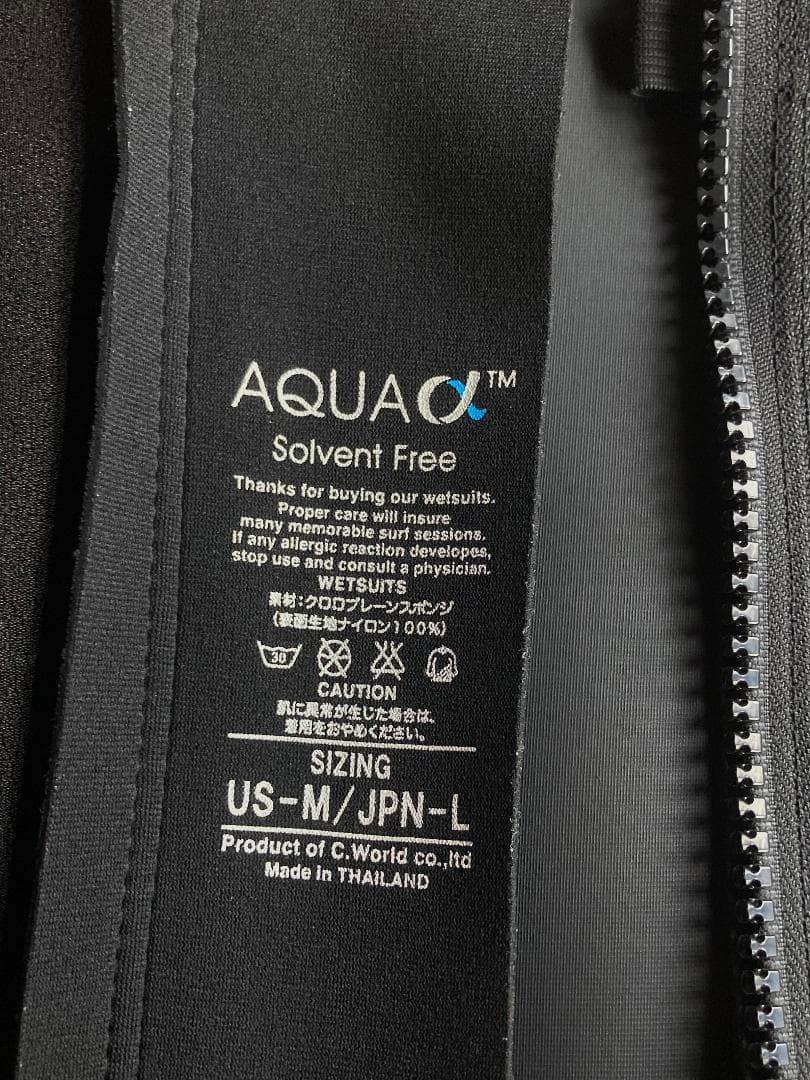 AQUA α™
Solvent Free
Thanks for buying our wetsuits.
Proper care will insure
many memorable surf sessions.
If any allergic reaction developes,
stop use and consult a physician.
WETSUITS
素材:クロロプレーンスポンジ
(表面生地ナイロン100%)
30
CAUTION
肌に異常が生じた場合は、
着用をおやめください。
SIZING
US-M/JPN-L
Product of C.World co.,ltd
Made in THAILAND